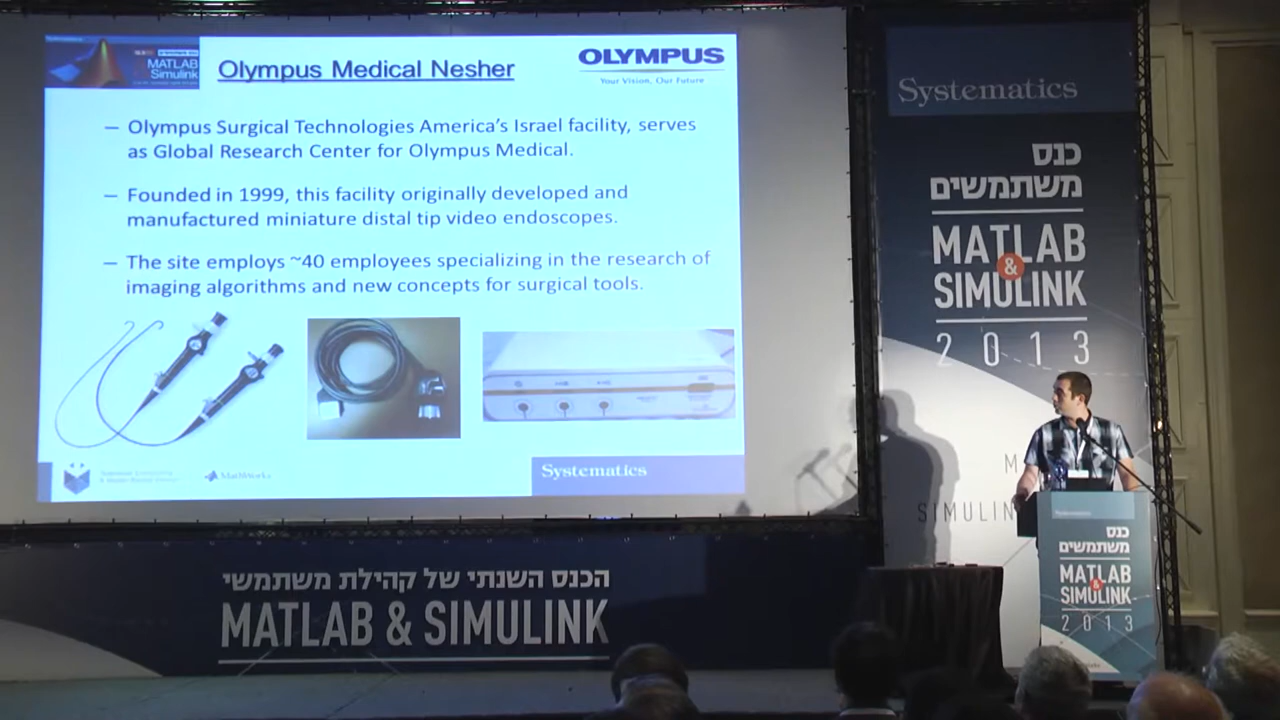 MATLAB
Simulink
Olympus Medical Nesher
OLYMPUS
Your Vision, Our Future
– Olympus Surgical Technologies America's Israel facility, serves
as Global Research Center for Olympus Medical.
– Founded in 1999, this facility originally developed and
manufactured miniature distal tip video endoscopes.
– The site employs ~40 employees specializing in the research of
imaging algorithms and new concepts for surgical tools.
MathWorks
Systematics
Systematics
כנס
משתמשים
MATLAB
&
SIMULINK
2013
M
SIMULIN
Systematics
כנס
משתמשים
MATLAB
&
SIMULINK
2013
הכנס השנתי של קהילת משתמשי
MATLAB & SIMULINK